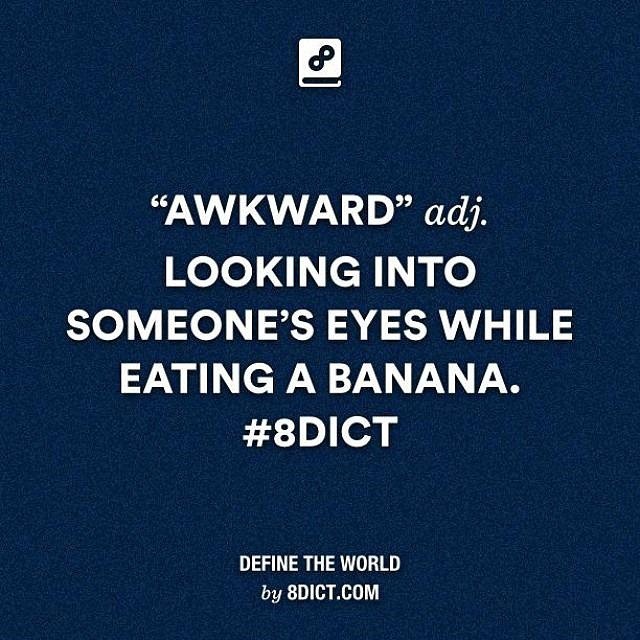 “AWKWARD” adj.
LOOKING INTO
SOMEONE’S EYES WHILE
EATING A BANANA.
#8DICT
DEFINE THE WORLD
by 8DICT.COM